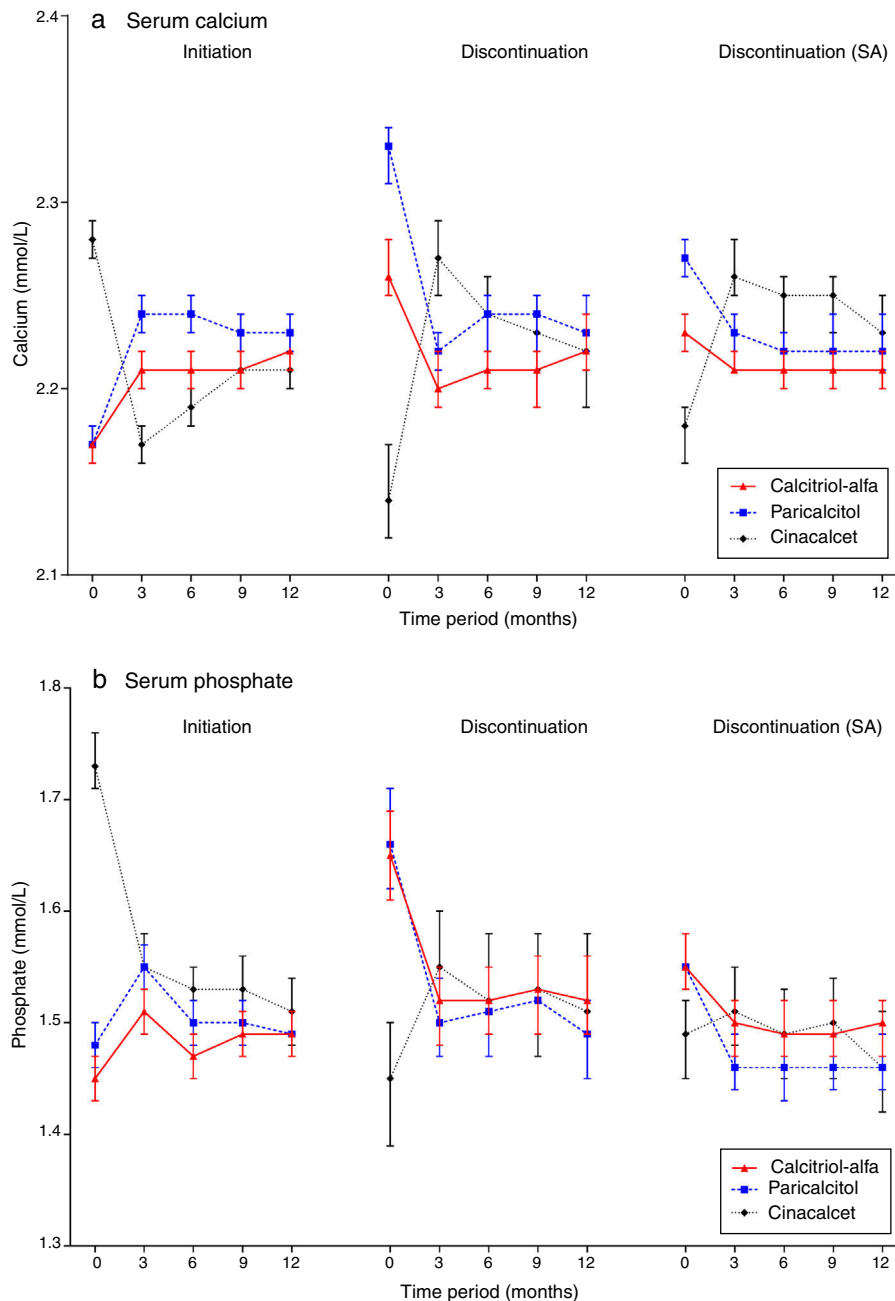 a Serum calcium
Initiation Discontinuation Discontinuation (SA)
2.4
2.3
2.2
2.1
Calcium (mmol/L)
Calcitriol-alfa
Paricalcitol
Cinacalcet
0 3 6 9 12 0 3 6 9 12 0 3 6 9 12
Time period (months)
b Serum phosphate
Initiation Discontinuation Discontinuation (SA)
1.8
1.7
1.6
1.5
1.4
1.3
Phosphate (mmol/L)
Calcitriol-alfa
Paricalcitol
Cinacalcet
0 3 6 9 12 0 3 6 9 12 0 3 6 9 12
Time period (months)